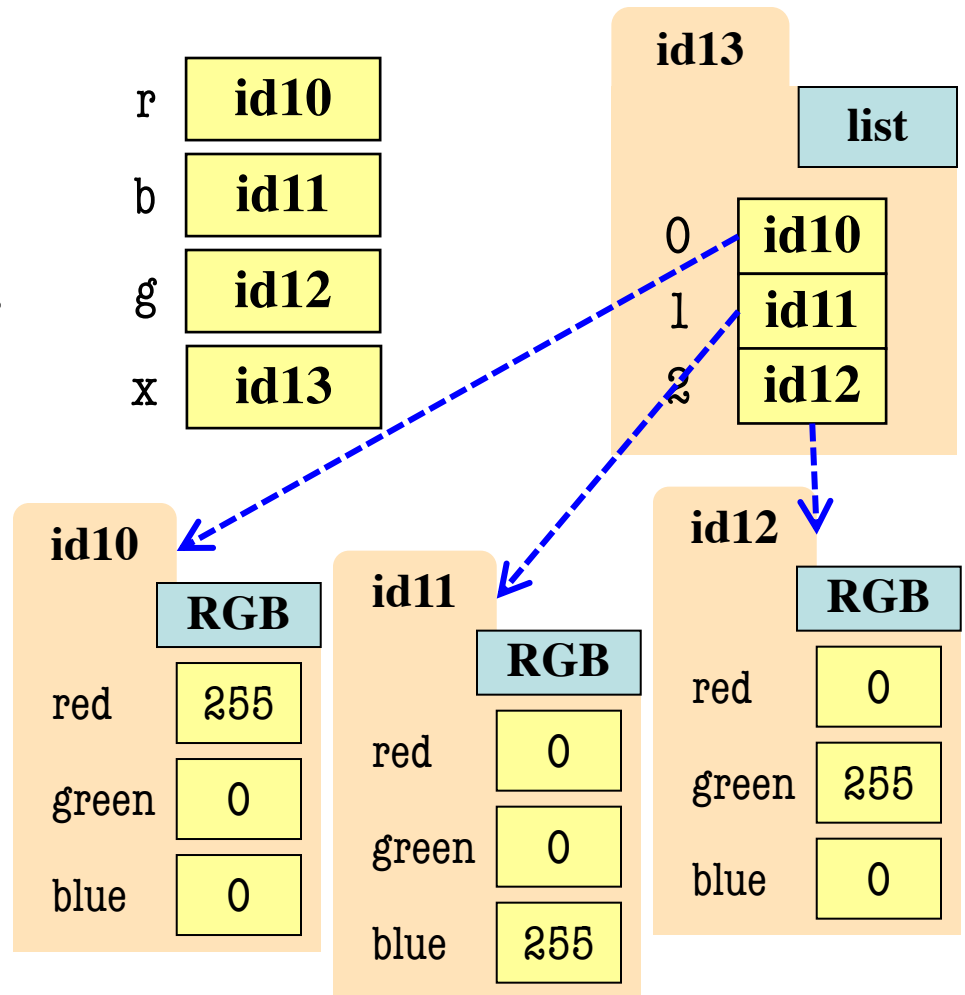 r id10
b id11
g id12
x id13
id13
list
0 id10
1 id11
2 id12
id10
RGB
red 255
green 0
blue 0
id11
RGB
red 0
green 0
blue 255
id12
RGB
red 0
green 255
blue 0